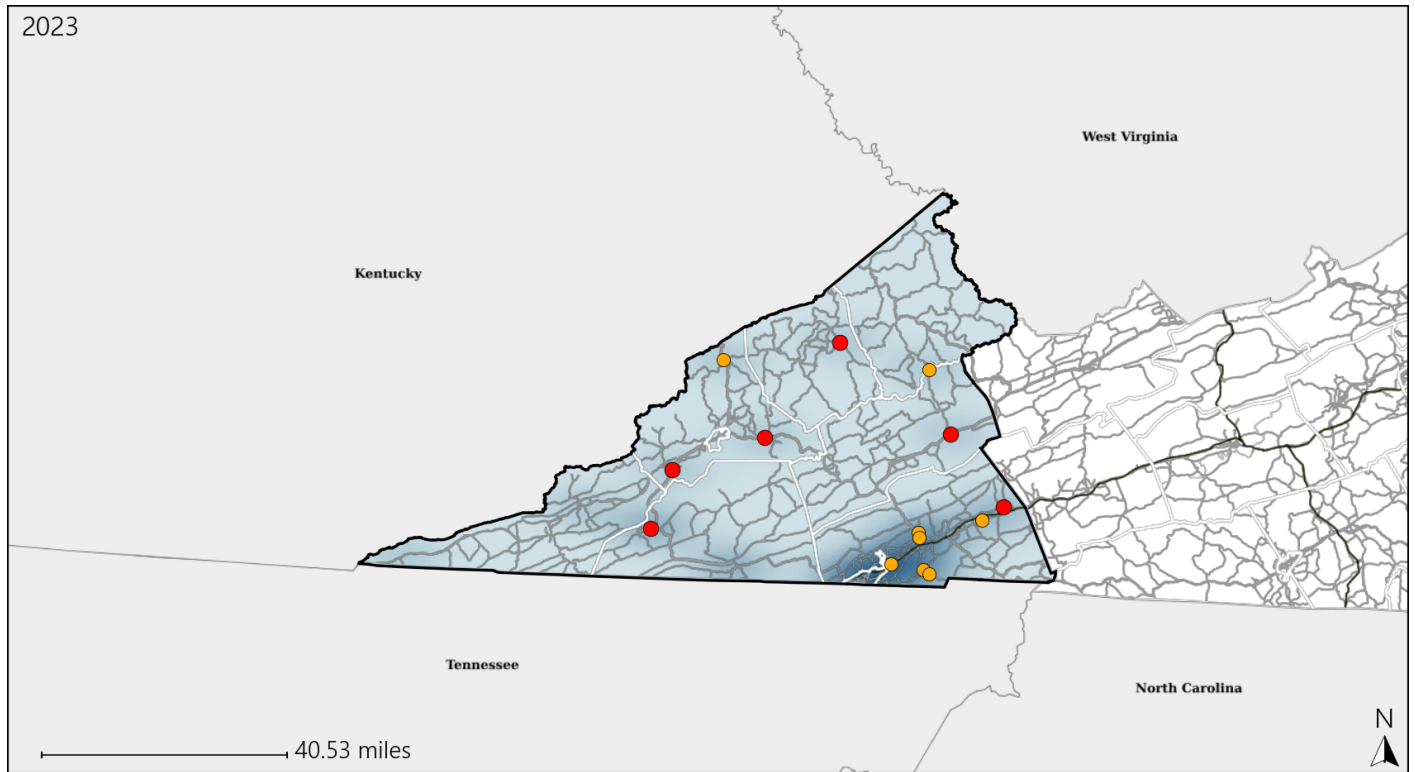 2023
West Virginia
Kentucky
Tennessee
North Carolina
N
40.53 miles